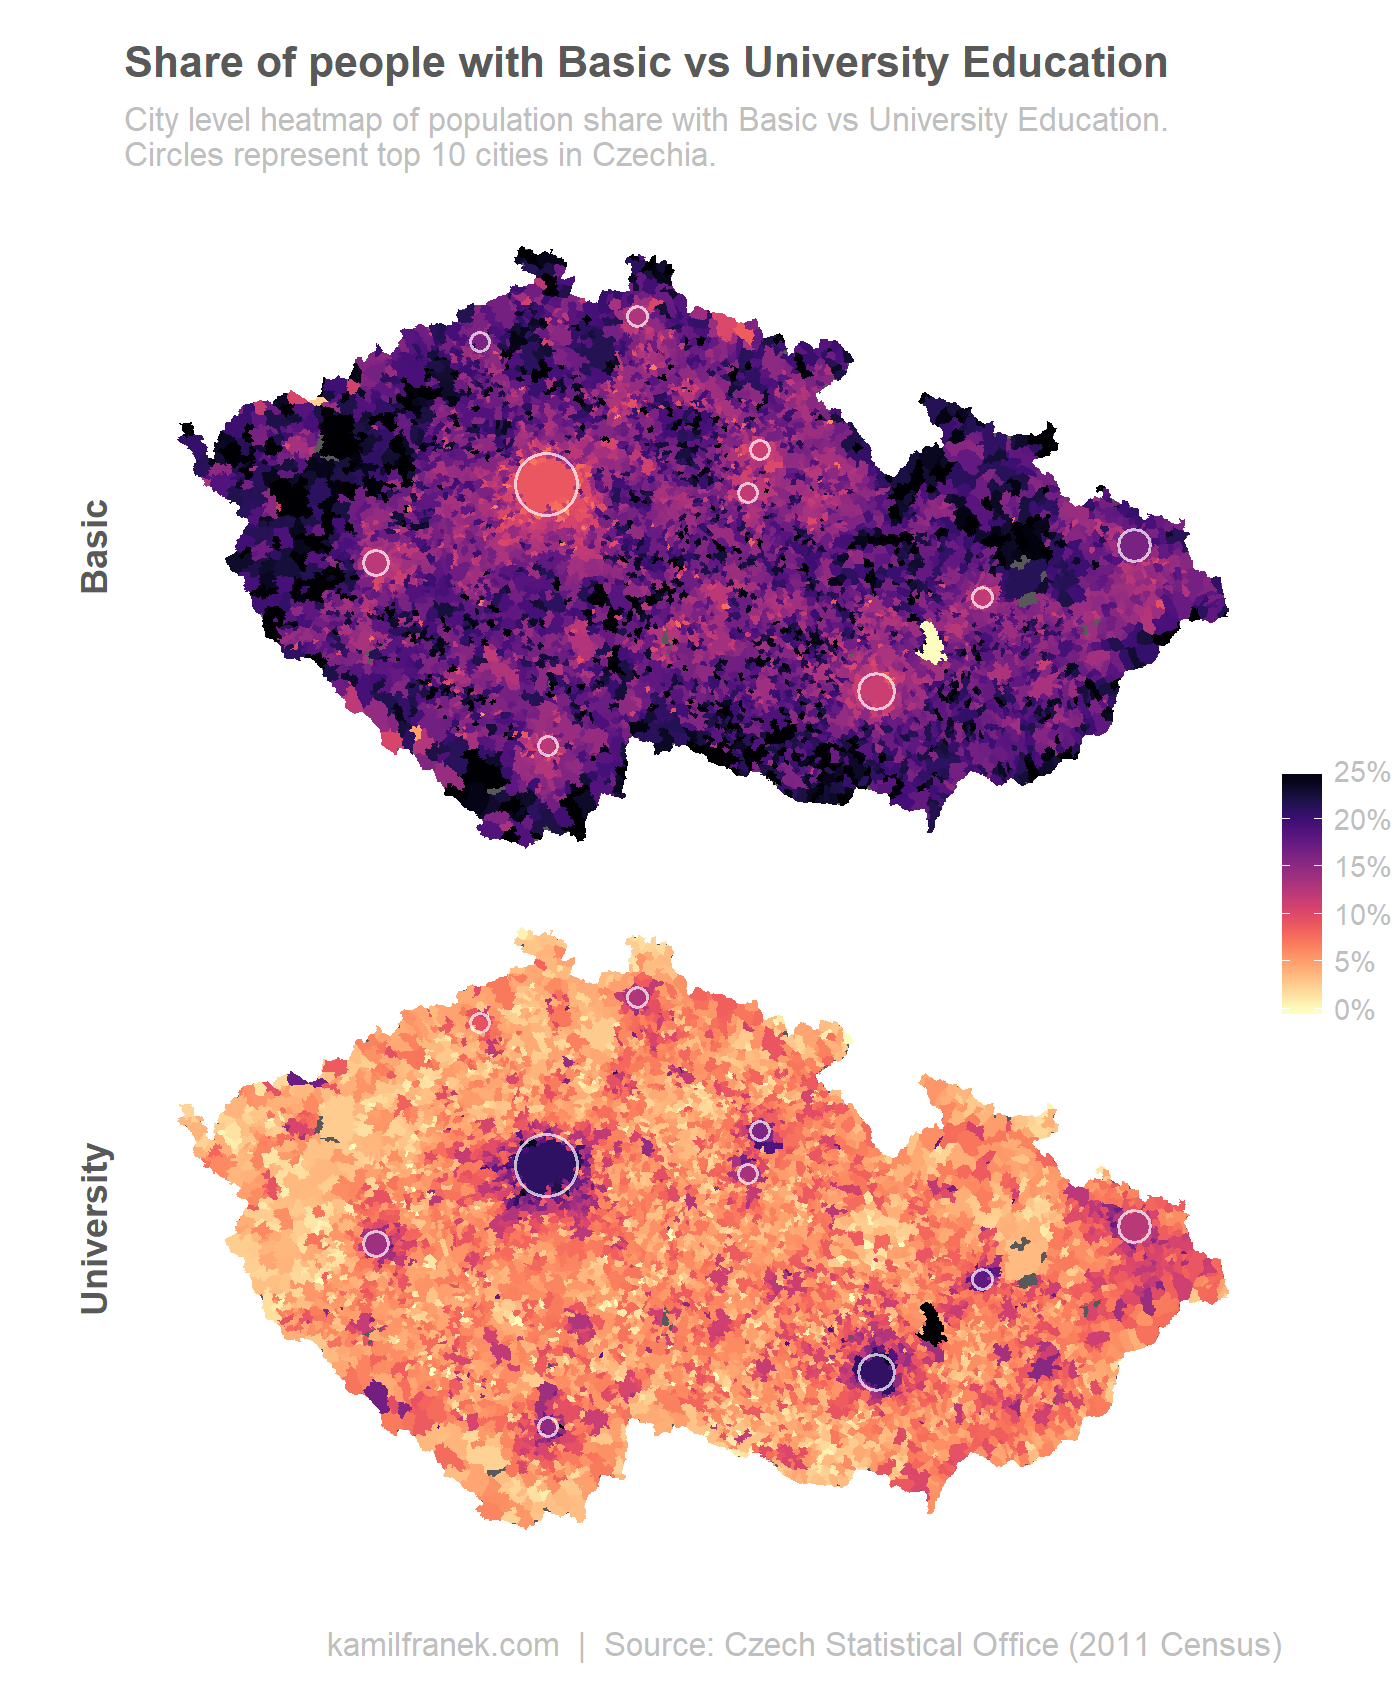 Share of people with Basic vs University Education
City level heatmap of population share with Basic vs University Education.
Circles represent top 10 cities in Czechia.
Basic
25%
20%
15%
10%
5%
0%
University
kamilfranek.com | Source: Czech Statistical Office (2011 Census)